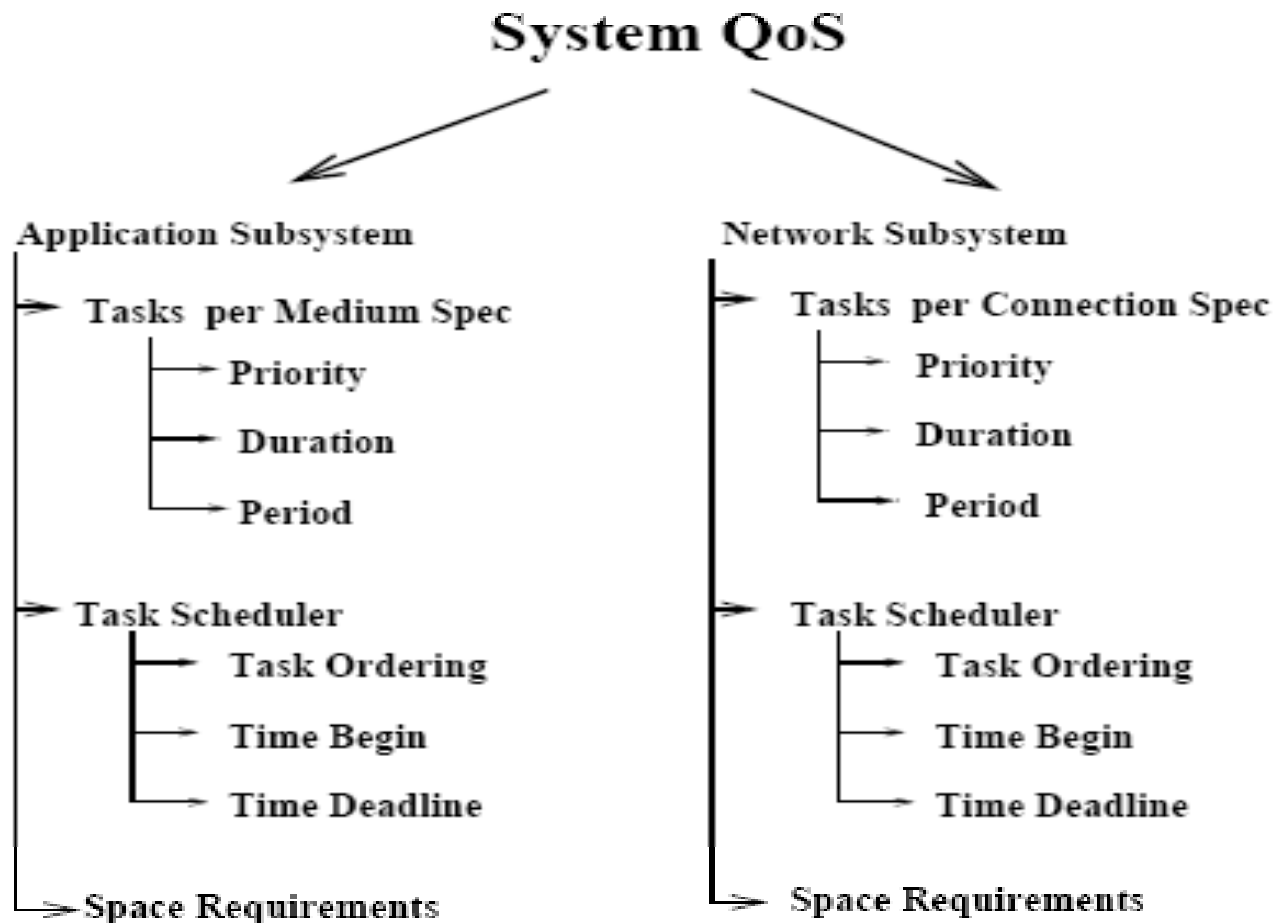 System QoS
Application Subsystem
Tasks per Medium Spec
Priority
Duration
Period
Task Scheduler
Task Ordering
Time Begin
Time Deadline
Space Requirements
Network Subsystem
Tasks per Connection Spec
Priority
Duration
Period
Task Scheduler
Task Ordering
Time Begin
Time Deadline
Space Requirements